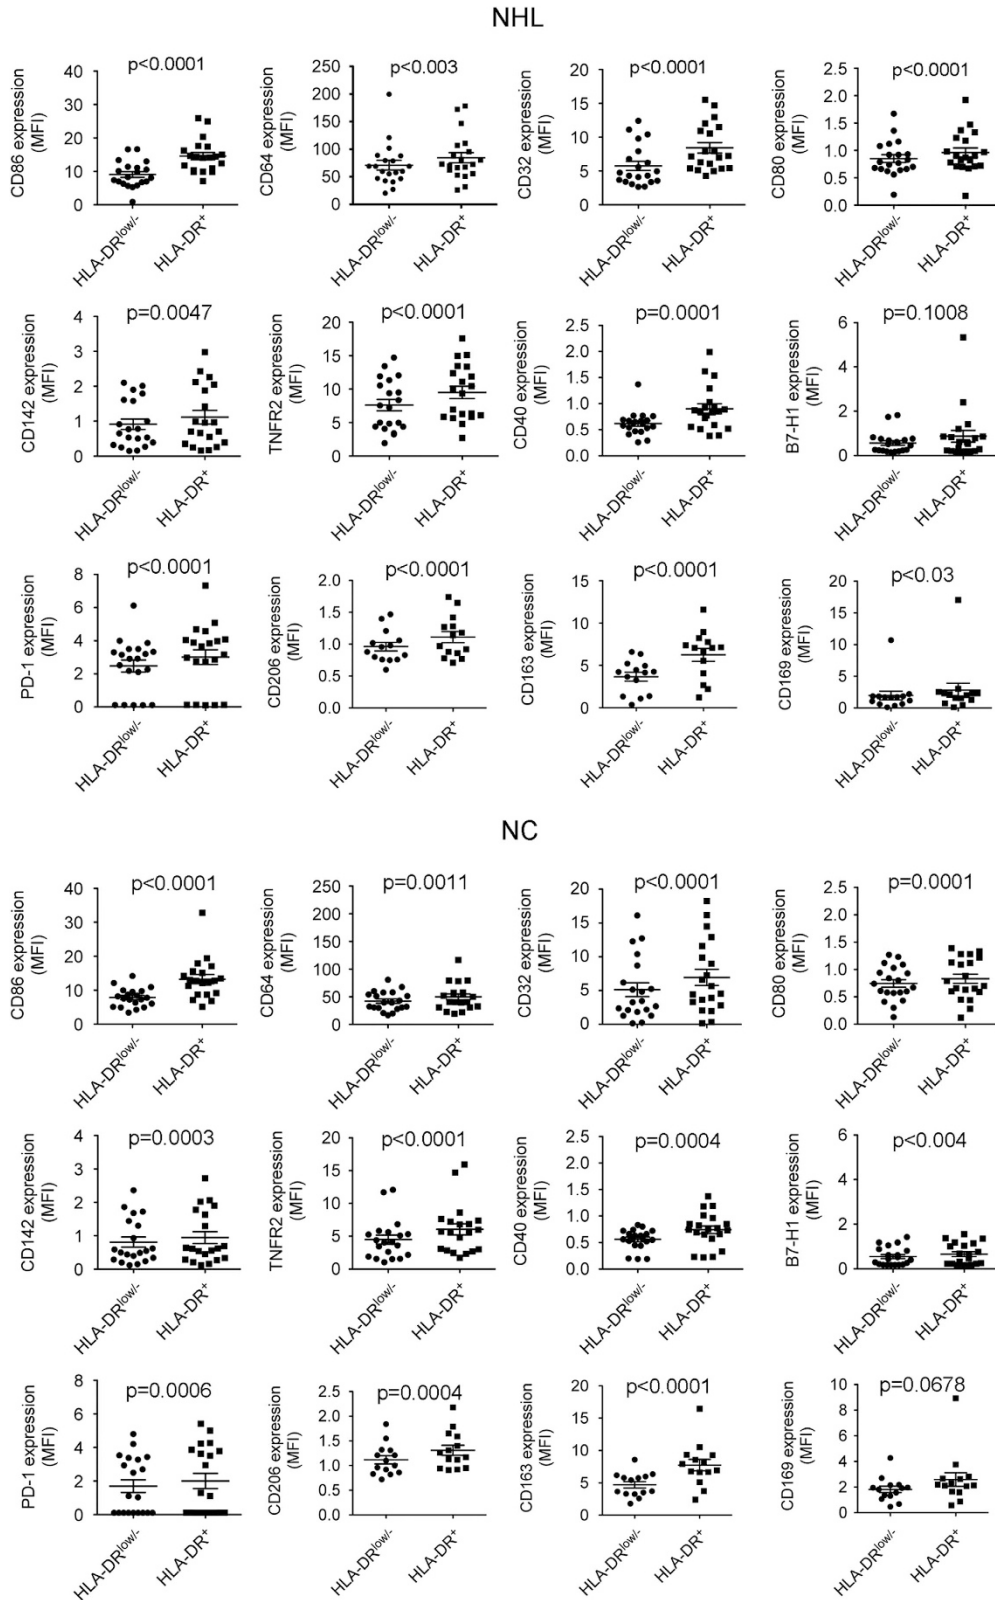 NHL
CD86 expression
(MFI)
40
30
20
10
0
p<0.0001
HLA-DRlow/-
HLA-DR+
CD64 expression
(MFI)
250
200
150
100
50
0
p<0.003
HLA-DRlow/-
HLA-DR+
CD32 expression
(MFI)
20
15
10
5
0
p<0.0001
HLA-DRlow/-
HLA-DR+
CD80 expression
(MFI)
2.5
2.0
1.5
1.0
0.5
0.0
p<0.0001
HLA-DRlow/-
HLA-DR+
CD142 expression
(MFI)
4
3
2
1
0
p=0.0047
HLA-DRlow/-
HLA-DR+
TNFR2 expression
(MFI)
20
15
10
5
0
p<0.0001
HLA-DRlow/-
HLA-DR+
CD40 expression
(MFI)
2.5
2.0
1.5
1.0
0.5
0.0
p=0.0001
HLA-DRlow/-
HLA-DR+
B7-H1 expression
(MFI)
6
4
2
0
p=0.1008
HLA-DRlow/-
HLA-DR+
PD-1 expression
(MFI)
8
6
4
2
0
p<0.0001
HLA-DRlow/-
HLA-DR+
CD206 expression
(MFI)
2.0
1.5
1.0
0.5
0.0
p<0.0001
HLA-DRlow/-
HLA-DR+
CD163 expression
(MFI)
15
10
5
0
p<0.0001
HLA-DRlow/-
HLA-DR+
CD169 expression
(MFI)
20
15
10
5
0
p<0.03
HLA-DRlow/-
HLA-DR+
NC
CD86 expression
(MFI)
40
30
20
10
0
p<0.0001
HLA-DRlow/-
HLA-DR+
CD64 expression
(MFI)
250
200
150
100
50
0
p=0.0011
HLA-DRlow/-
HLA-DR+
CD32 expression
(MFI)
20
15
10
5
0
p<0.0001
HLA-DRlow/-
HLA-DR+
CD80 expression
(MFI)
2.5
2.0
1.5
1.0
0.5
0.0
p=0.0001
HLA-DRlow/-
HLA-DR+
CD142 expression
(MFI)
4
3
2
1
0
p=0.0003
HLA-DRlow/-
HLA-DR+
TNFR2 expression
(MFI)
20
15
10
5
0
p<0.0001
HLA-DRlow/-
HLA-DR+
CD40 expression
(MFI)
2.5
2.0
1.5
1.0
0.5
0.0
p=0.0004
HLA-DRlow/-
HLA-DR+
B7-H1 expression
(MFI)
6
4
2
0
p<0.004
HLA-DRlow/-
HLA-DR+
PD-1 expression
(MFI)
8
6
4
2
0
p=0.0006
HLA-DRlow/-
HLA-DR+
CD206 expression
(MFI)
2.5
2.0
1.5
1.0
0.5
0.0
p=0.0004
HLA-DRlow/-
HLA-DR+
CD163 expression
(MFI)
20
15
10
5
0
p<0.0001
HLA-DRlow/-
HLA-DR+
CD169 expression
(MFI)
10
8
6
4
2
0
p=0.0678
HLA-DRlow/-
HLA-DR+